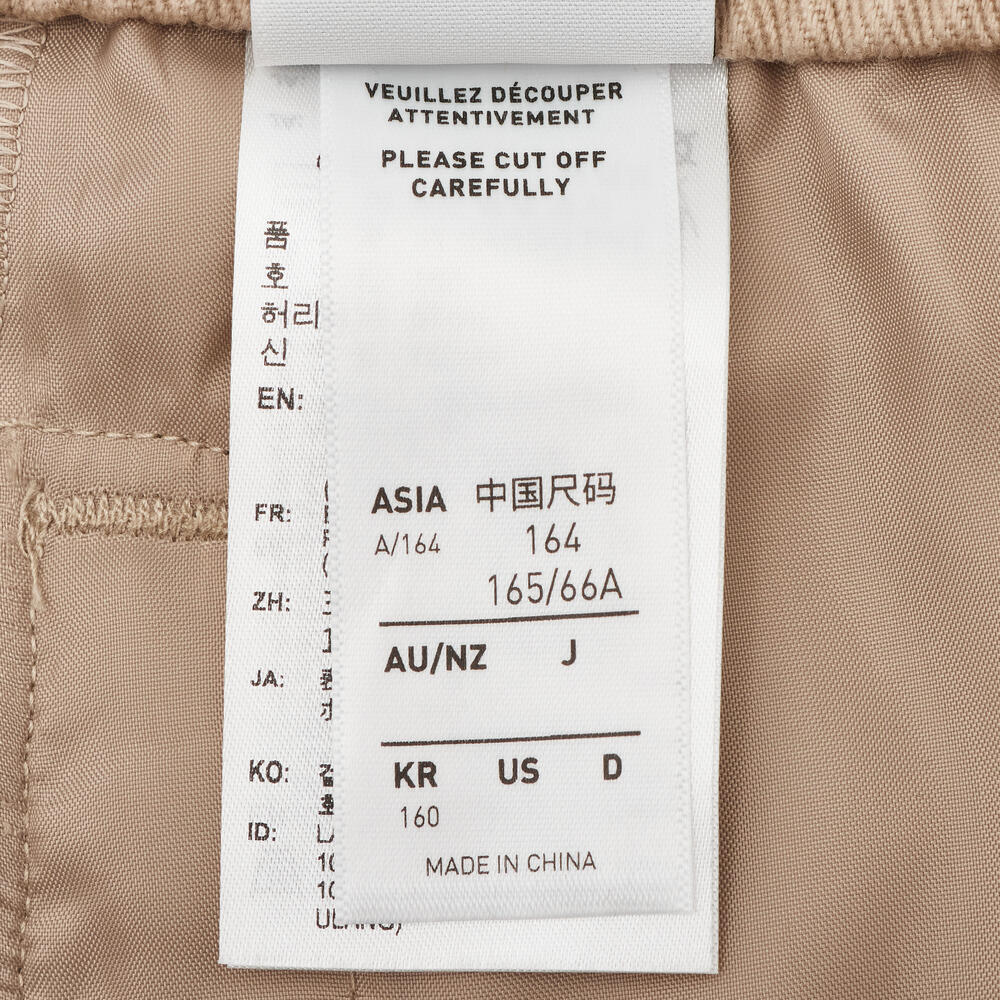 VEUILLEZ DÉCOUPER
ATTENTIVEMENT
PLEASE CUT OFF
CAREFULLY
품
호
허리
신
EN:
FR:
ZH:
JA:
KO:
ID:
ASIA 中国尺码
A/164 164
165/66A
AU/NZ J
KR US D
160
MADE IN CHINA